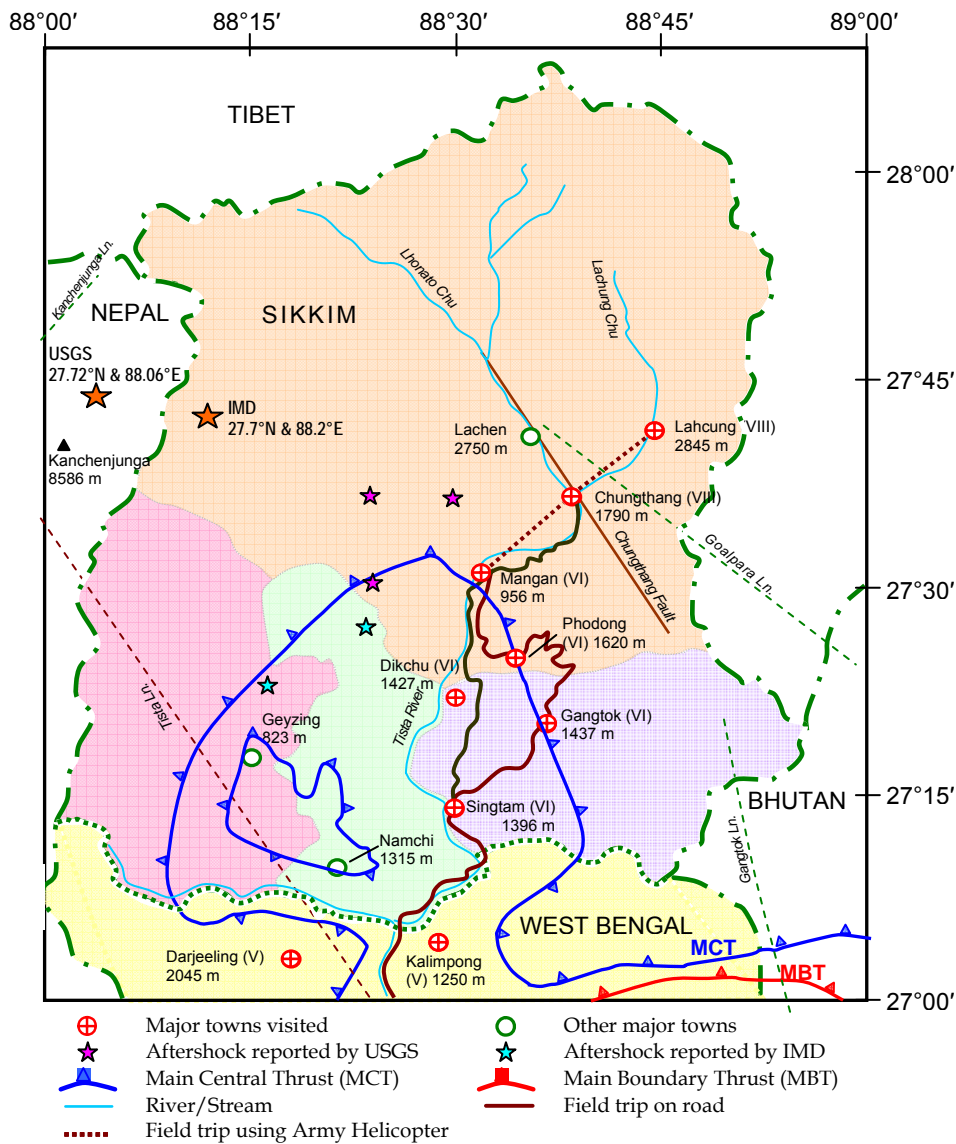 88°00′ 88°15′ 88°30′ 88°45′ 89°00′
TIBET
28°00′
Kanchenjunga Ln.
Lhonato Chu
Lachung Chu
NEPAL
SIKKIM
USGS
27.72°N & 88.06°E
27°45′
IMD
27.7°N & 88.2°E
Lachen
2750 m
Lahcung VIII)
2845 m
Kanchenjunga
8586 m
Chungthang (VIII)
1790 m
Goalpara Ln.
Chungthang Fault
Mangan (VI)
956 m
27°30′
Phodong
(VI) 1620 m
Dikchu (VI)
1427 m
Tista Ln.
Tista River
Geyzing
823 m
Gangtok (VI)
1437 m
BHUTAN
27°15′
Singtam (VI)
1396 m
Gangtok Ln.
Namchi
1315 m
WEST BENGAL
MCT
Darjeeling (V)
2045 m
Kalimpong
(V) 1250 m
MBT
27°00′
Major towns visited
Other major towns
Aftershock reported by USGS
Aftershock reported by IMD
Main Central Thrust (MCT)
Main Boundary Thrust (MBT)
River/Stream
Field trip on road
Field trip using Army Helicopter